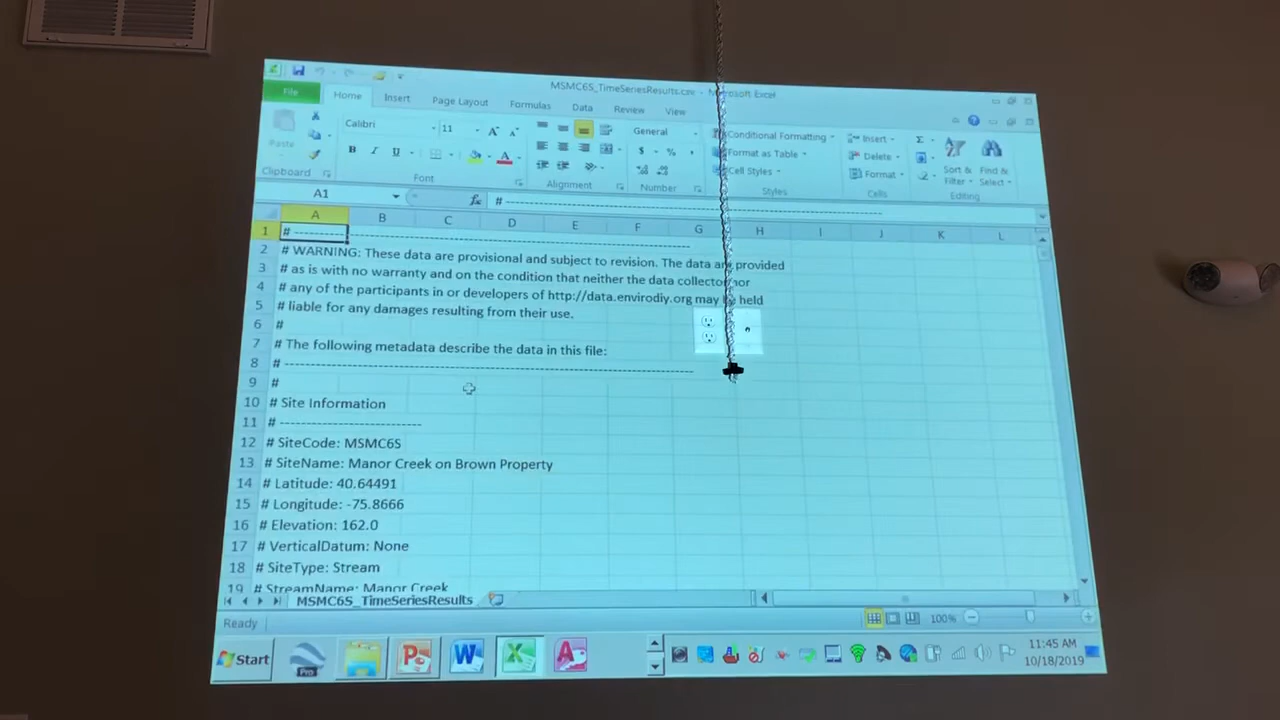 MSMC6S_TimeSeriesResults.csv - Microsoft Excel
File Home Insert Page Layout Formulas Data Review View
Calibri 11 General Conditional Formatting Insert
Paste B I U $ % , Format as Table Delete Sort & Find &
Cell Styles Format Filter Select
Clipboard Font Alignment Number Styles Cells Editing
A1 fx # ------------------------------------------------------------------------------------------
A B C D E F G H I J K L
1 # ------------------------------------------------------------------------------------------
2 # WARNING: These data are provisional and subject to revision. The data are provided
3 # as is with no warranty and on the condition that neither the data collector nor
4 # any of the participants in or developers of http://data.envirodiy.org may be held
5 # liable for any damages resulting from their use.
6 #
7 # The following metadata describe the data in this file:
8 # ------------------------------------------------------------------------------------------
9 #
10 # Site Information
11 # ----------------------------
12 # SiteCode: MSMC6S
13 # SiteName: Manor Creek on Brown Property
14 # Latitude: 40.64491
15 # Longitude: -75.8666
16 # Elevation: 162.0
17 # VerticalDatum: None
18 # SiteType: Stream
19 # StreamName: Manor Creek
MSMC6S_TimeSeriesResults
Ready 100%
Start Pro 11:45 AM
10/18/2019